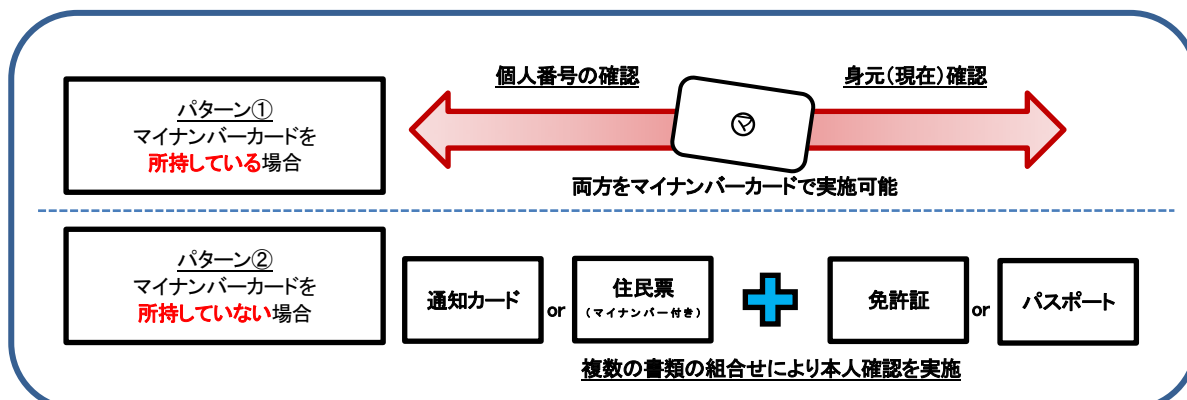 個人番号の確認
身元(現在)確認
パターン①
マイナンバーカードを
所持している場合
両方をマイナンバーカードで実施可能
パターン②
マイナンバーカードを
所持していない場合
通知カード
or
住民票
(マイナンバー付き)
免許証
or
パスポート
複数の書類の組合せにより本人確認を実施